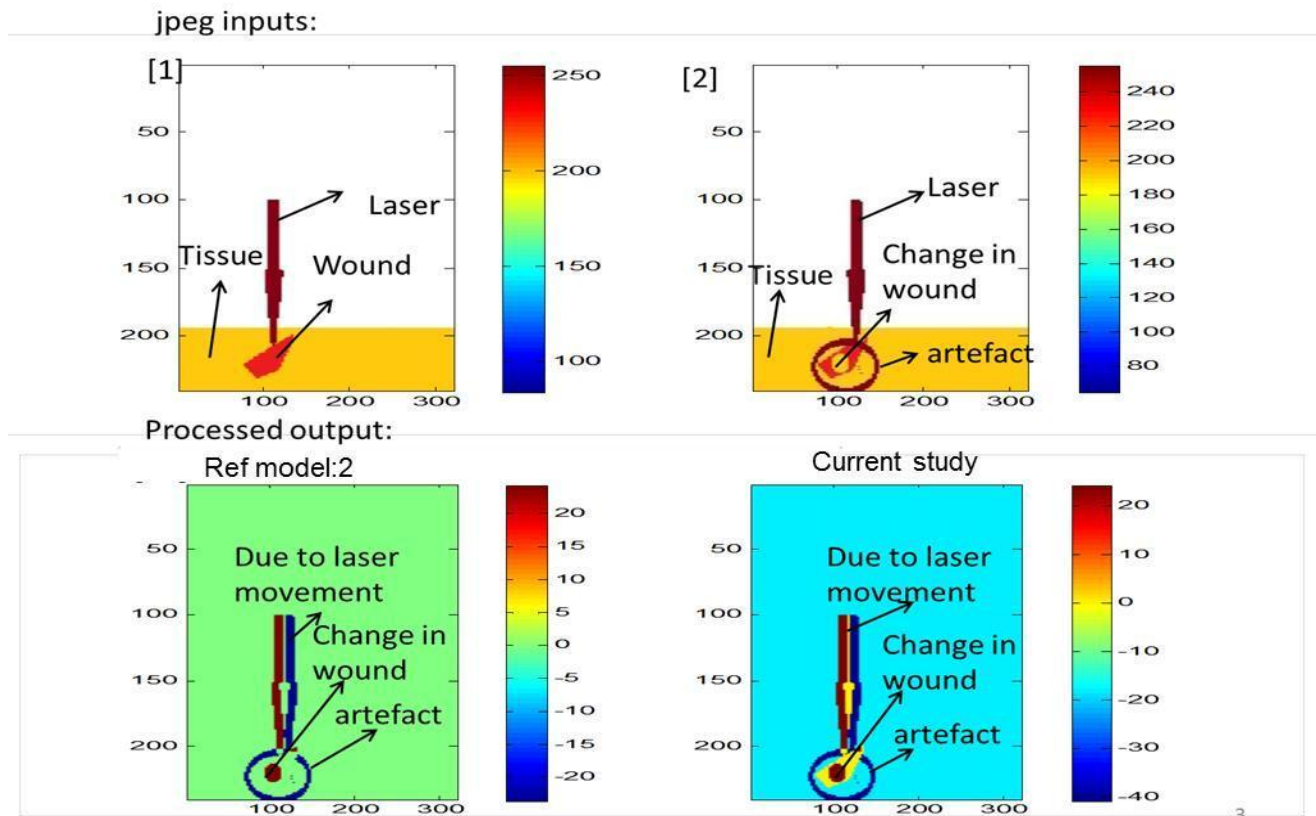 jpeg inputs:
[1]
250
200
150
100
50
100
150
200
100
200
300
Laser
Tissue
Wound
[2]
240
220
200
180
160
140
120
100
80
50
100
150
200
100
200
300
Laser
Change in
wound
Tissue
artefact
Processed output:
Ref model:2
20
15
10
5
0
-5
-10
-15
-20
50
100
150
200
100
200
300
Due to laser
movement
Change in
wound
artefact
Current study
20
10
0
-10
-20
-30
-40
50
100
150
200
100
200
300
Due to laser
movement
Change in
wound
artefact